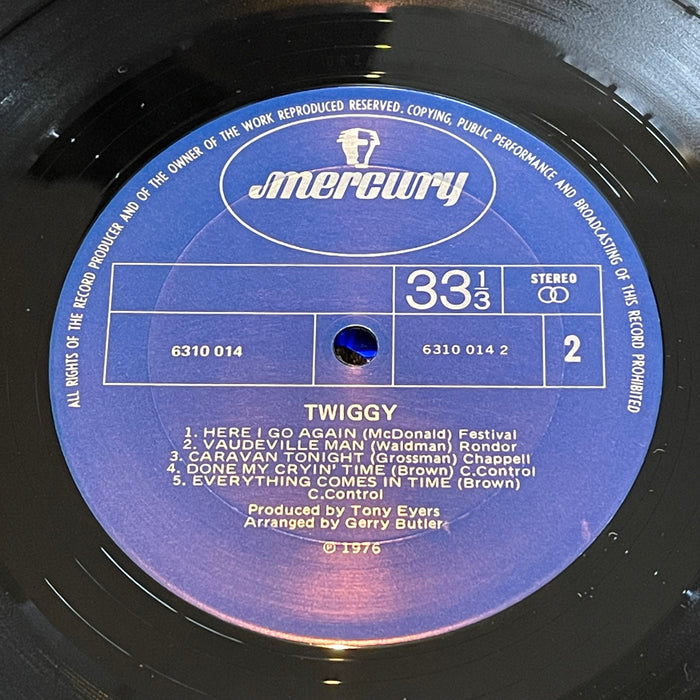 ALL RIGHTS OF THE RECORD PRODUCER AND OF THE OWNER OF THE WORK REPRODUCED RESERVED. COPYING, PUBLIC PERFORMANCE AND BROADCASTING OF THIS RECORD PROHIBITED
mercury
33⅓
STEREO
6310 014
6310 014 2
2
TWIGGY
1. HERE I GO AGAIN (McDonald) Festival
2. VAUDEVILLE MAN (Waldman) Rondor
3. CARAVAN TONIGHT (Grossman) Chappell
4. DONE MY CRYIN' TIME (Brown) C.Control
5. EVERYTHING COMES IN TIME (Brown)
C.Control
Produced by Tony Eyers
Arranged by Gerry Butler
℗ 1976